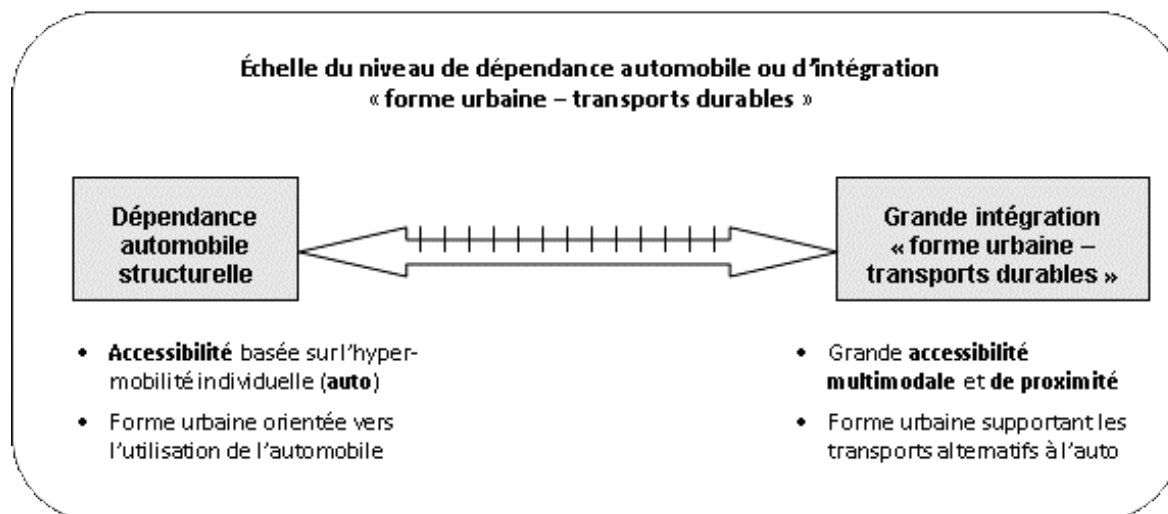 Échelle du niveau de dépendance automobile ou d'intégration
« forme urbaine – transports durables »
Dépendance
automobile
structurelle
Grande intégration
« forme urbaine –
transports durables »
• Accessibilité basée sur l'hyper-
mobilité individuelle (auto)
• Forme urbaine orientée vers
l'utilisation de l'automobile
• Grande accessibilité
multimodale et de proximité
• Forme urbaine supportant les
transports alternatifs à l'auto